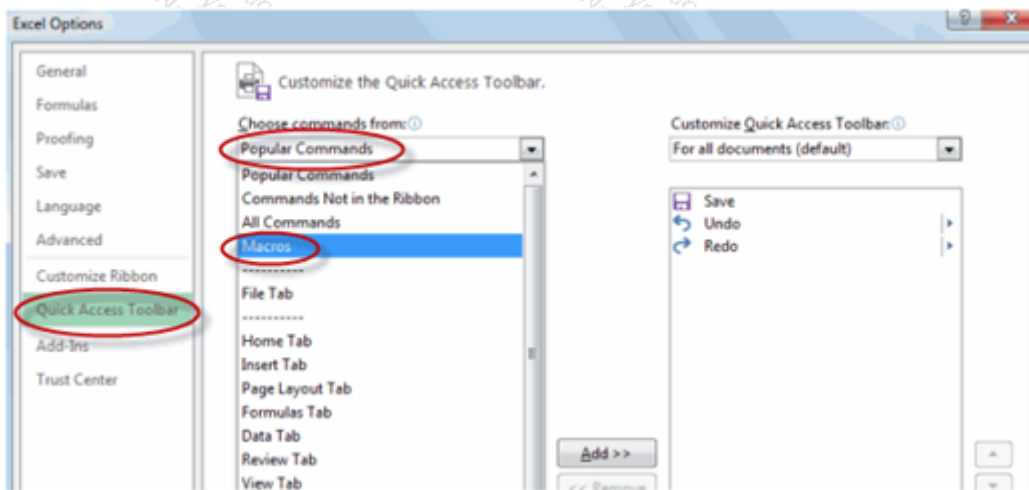 Excel Options
General
Formulas
Proofing
Save
Language
Advanced
Customize Ribbon
Quick Access Toolbar
Add-Ins
Trust Center
Customize the Quick Access Toolbar.
Choose commands from:
Popular Commands
Popular Commands
Commands Not in the Ribbon
All Commands
Macros
----------
File Tab
----------
Home Tab
Insert Tab
Page Layout Tab
Formulas Tab
Data Tab
Review Tab
View Tab
Add >>
<< Remove
Customize Quick Access Toolbar:
For all documents (default)
Save
Undo
Redo